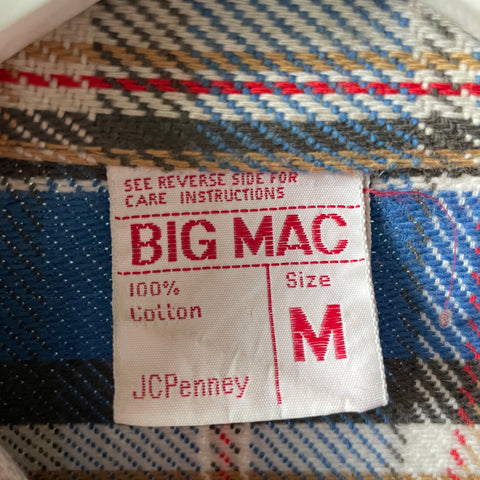 SEE REVERSE SIDE FOR
CARE INSTRUCTIONS
BIG MAC
100%
Cotton
Size
M
JCPenney